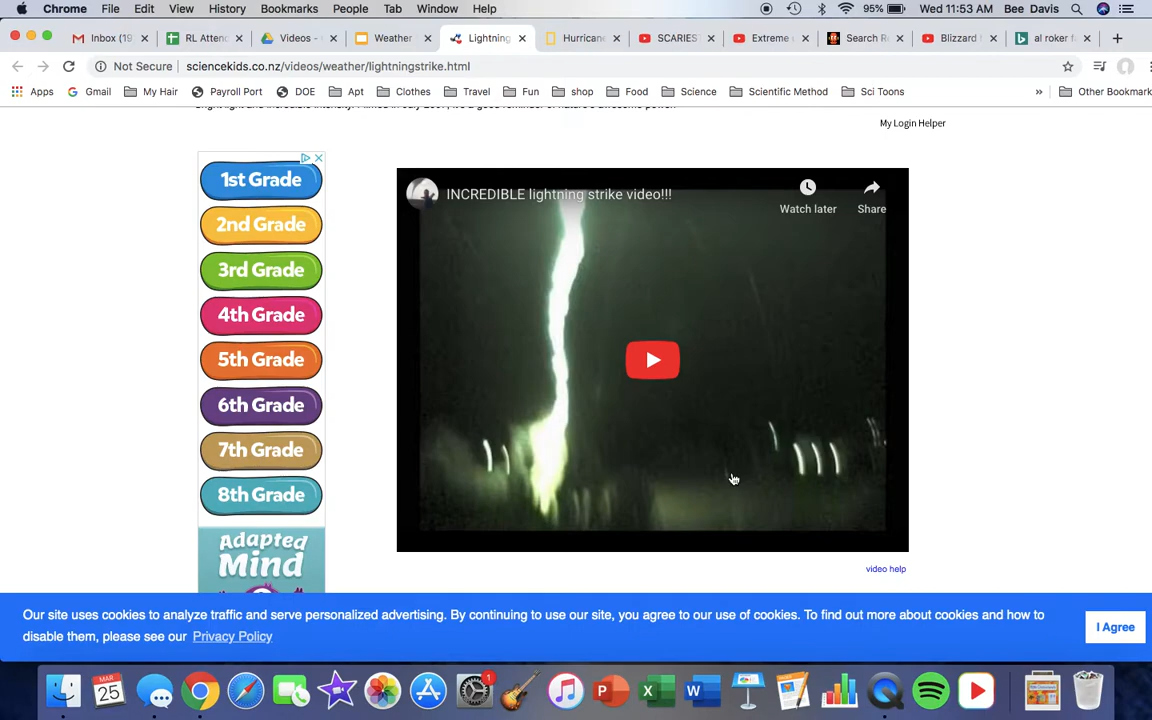 Chrome File Edit View History Bookmarks People Tab Window Help 95% Wed 11:53 AM Bee Davis
Inbox (19 RL Atten Videos - Weather Lightning Hurrican SCARIES Extreme Search R Blizzard al roker f
Not Secure sciencekids.co.nz/videos/weather/lightningstrike.html
Apps Gmail My Hair Payroll Port DOE Apt Clothes Travel Fun shop Food Science Scientific Method Sci Toons » Other Bookmark
My Login Helper
1st Grade
2nd Grade
3rd Grade
4th Grade
5th Grade
6th Grade
7th Grade
8th Grade
Adapted
Mind
INCREDIBLE lightning strike video!!!
Watch later Share
video help
Our site uses cookies to analyze traffic and serve personalized advertising. By continuing to use our site, you agree to our use of cookies. To find out more about cookies and how to
disable them, please see our Privacy Policy
I Agree
MAR
25
1